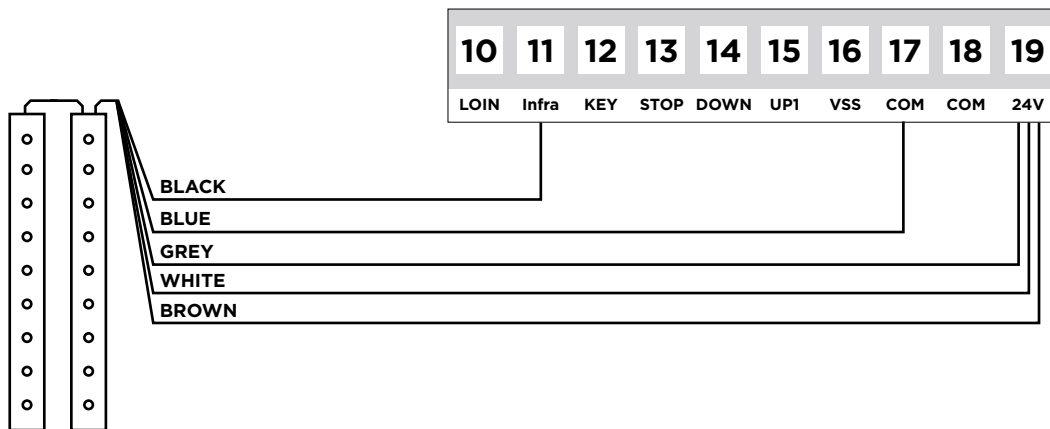 10 11 12 13 14 15 16 17 18 19
LOIN Infra KEY STOP DOWN UP1 VSS COM COM 24V
BLACK
BLUE
GREY
WHITE
BROWN